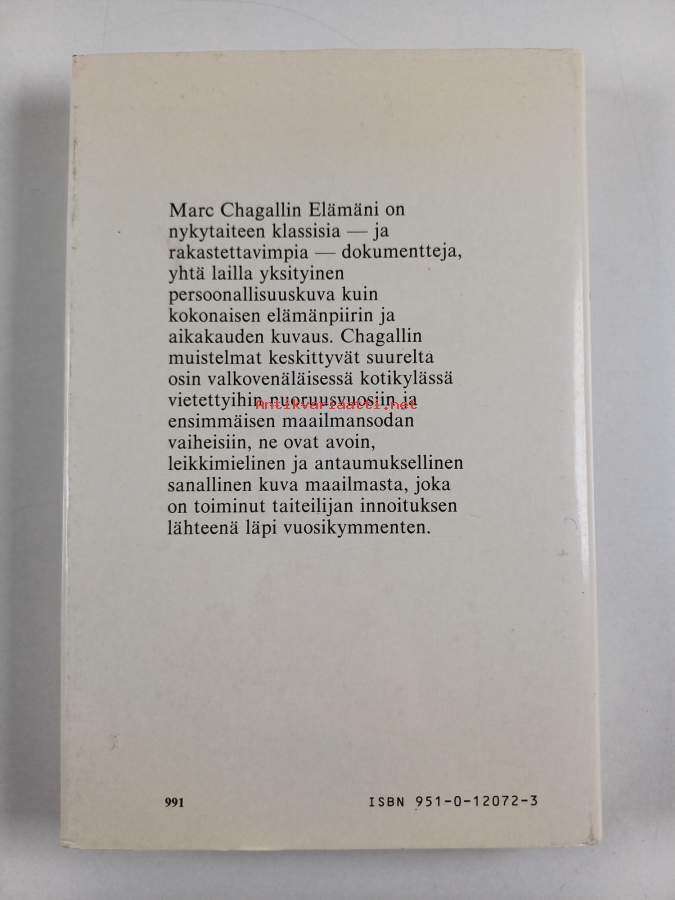 Marc Chagallin Elämäni on
nykytaiteen klassisia — ja
rakastettavimpia — dokumentteja,
yhtä lailla yksityinen
persoonallisuuskuva kuin
kokonaisen elämänpiirin ja
aikakauden kuvaus. Chagallin
muistelmat keskittyvät suurelta
osin valkovenäläisessä kotikylässä
vietettyihin nuoruusvuosiin ja
Antikvariaatti.net
ensimmäisen maailmansodan
vaiheisiin, ne ovat avoin,
leikkimielinen ja antaumuksellinen
sanallinen kuva maailmasta, joka
on toiminut taiteilijan innoituksen
lähteenä läpi vuosikymmenten.
991
ISBN 951-0-12072-3